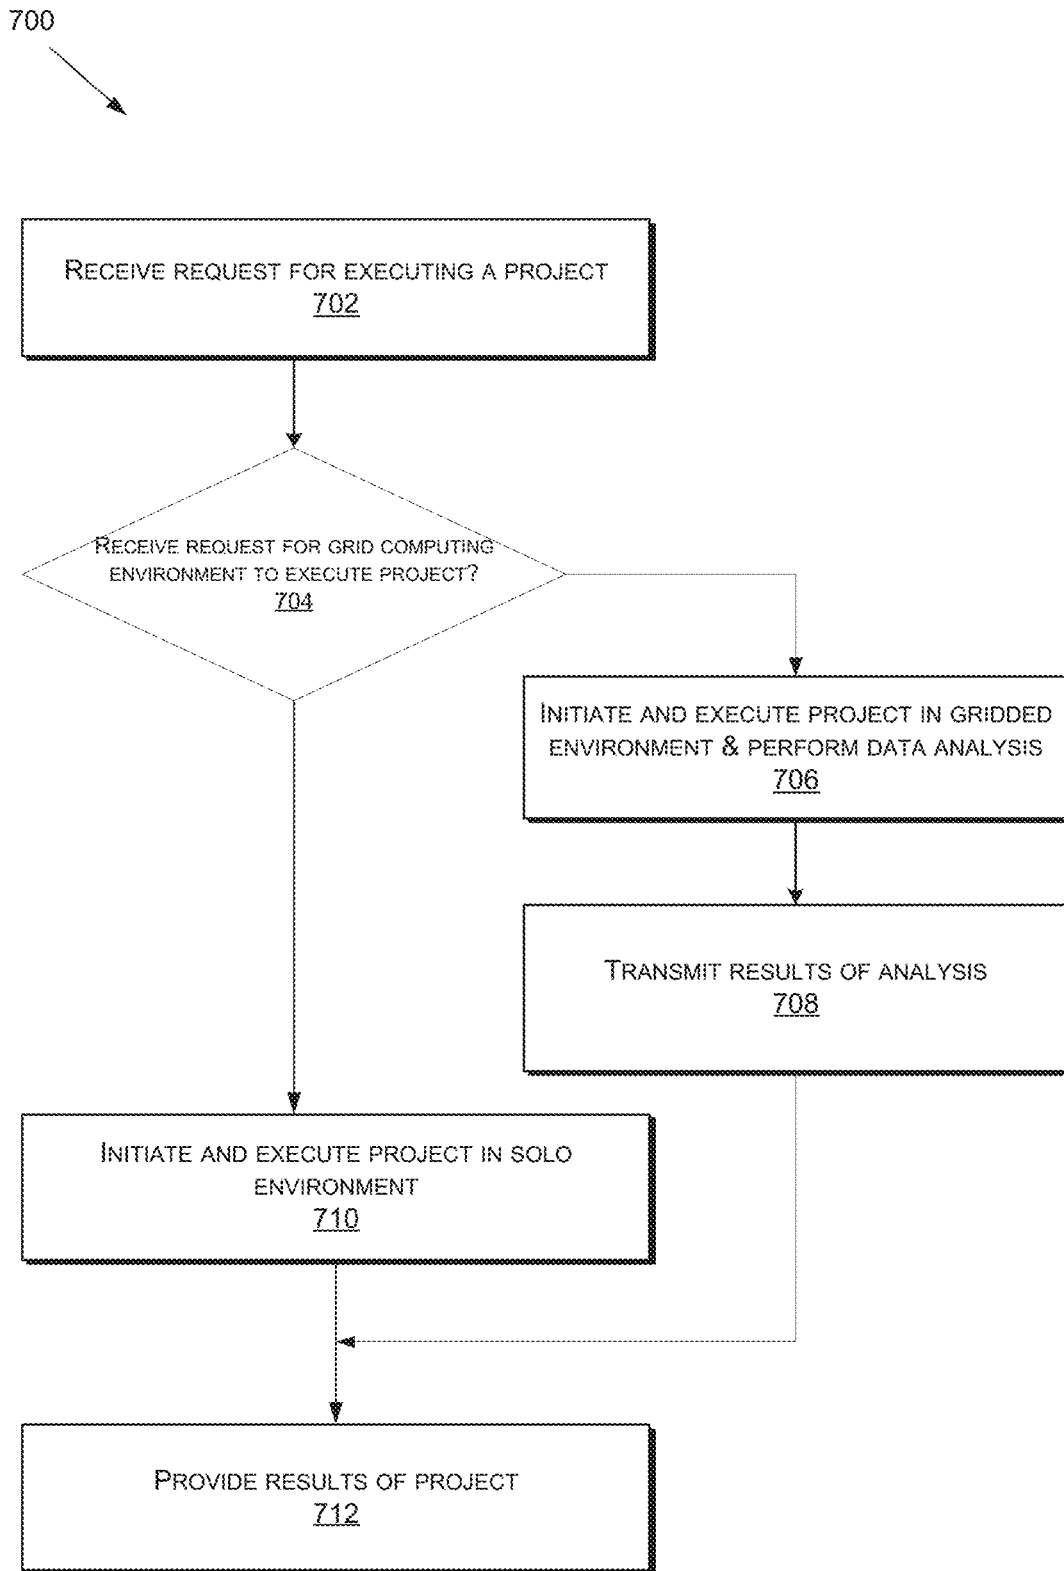 700
RECEIVE REQUEST FOR EXECUTING A PROJECT
702
RECEIVE REQUEST FOR GRID COMPUTING
ENVIRONMENT TO EXECUTE PROJECT?
704
INITIATE AND EXECUTE PROJECT IN GRIDDED
ENVIRONMENT & PERFORM DATA ANALYSIS
706
TRANSMIT RESULTS OF ANALYSIS
708
INITIATE AND EXECUTE PROJECT IN SOLO
ENVIRONMENT
710
PROVIDE RESULTS OF PROJECT
712